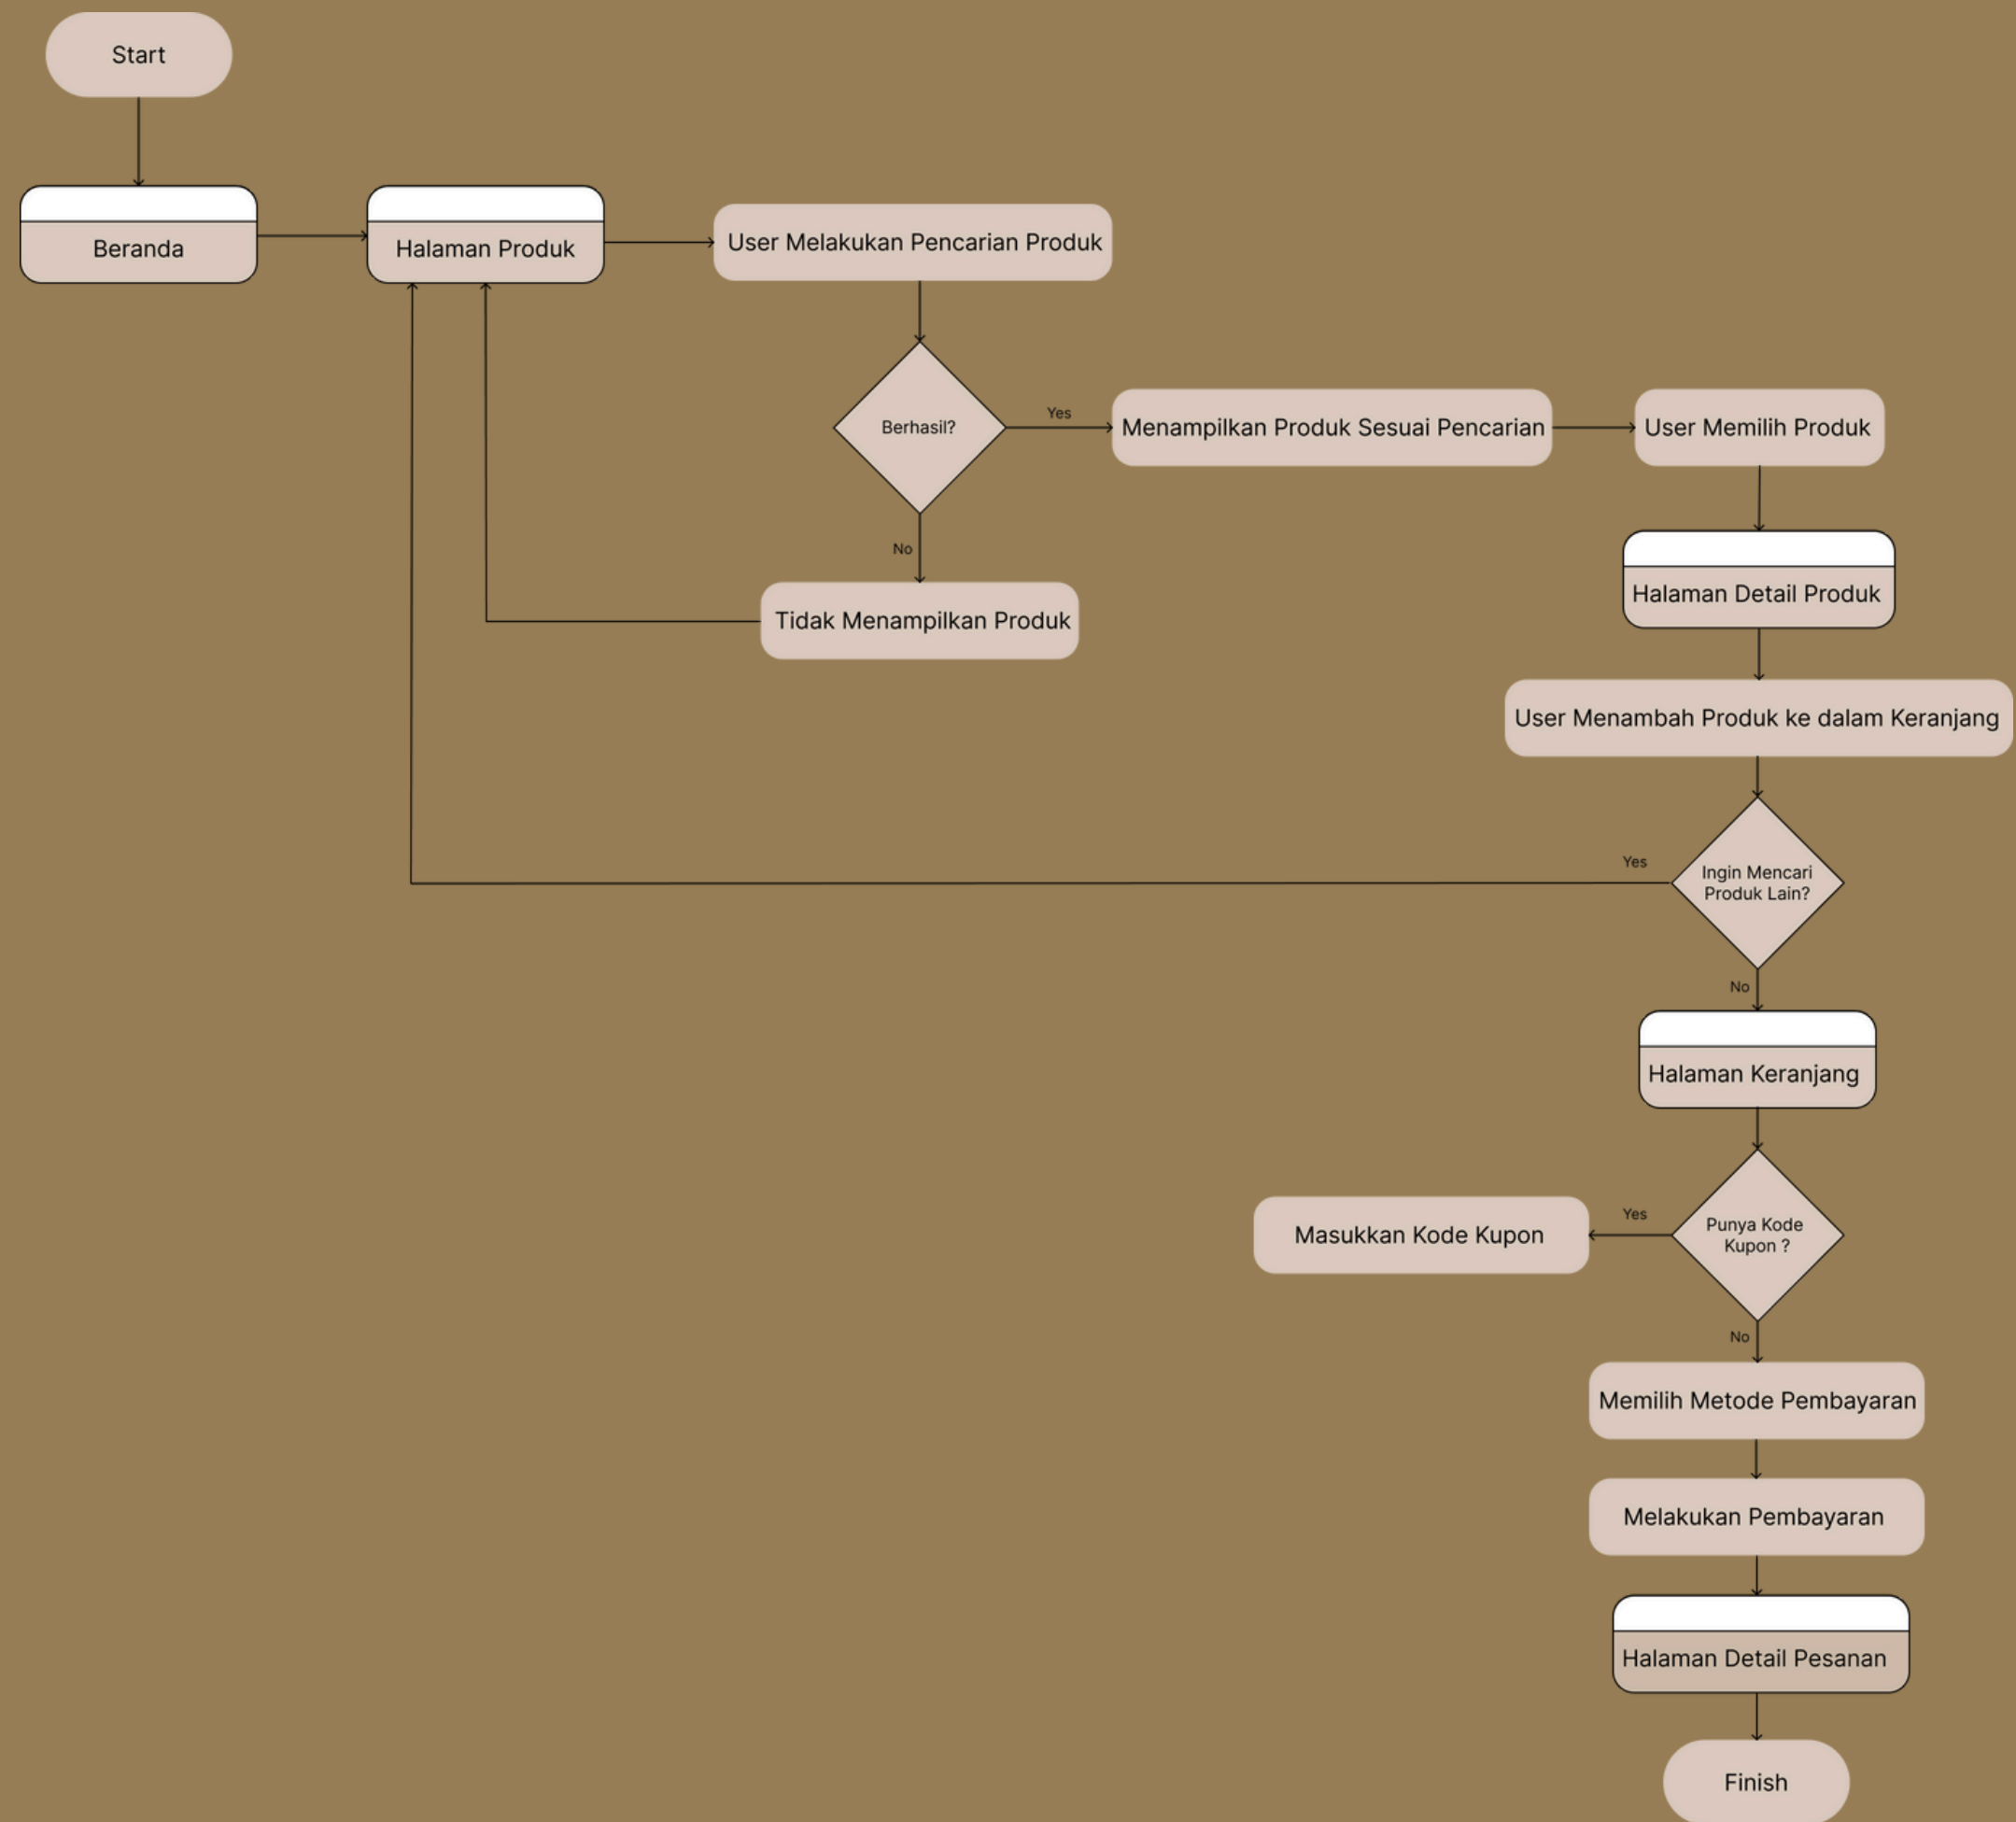 Start
Beranda
Halaman Produk
User Melakukan Pencarian Produk
Berhasil?
Yes
Menampilkan Produk Sesuai Pencarian
User Memilih Produk
No
Tidak Menampilkan Produk
Halaman Detail Produk
User Menambah Produk ke dalam Keranjang
Yes
Ingin Mencari
Produk Lain?
No
Halaman Keranjang
Masukkan Kode Kupon
Yes
Punya Kode
Kupon ?
No
Memilih Metode Pembayaran
Melakukan Pembayaran
Halaman Detail Pesanan
Finish